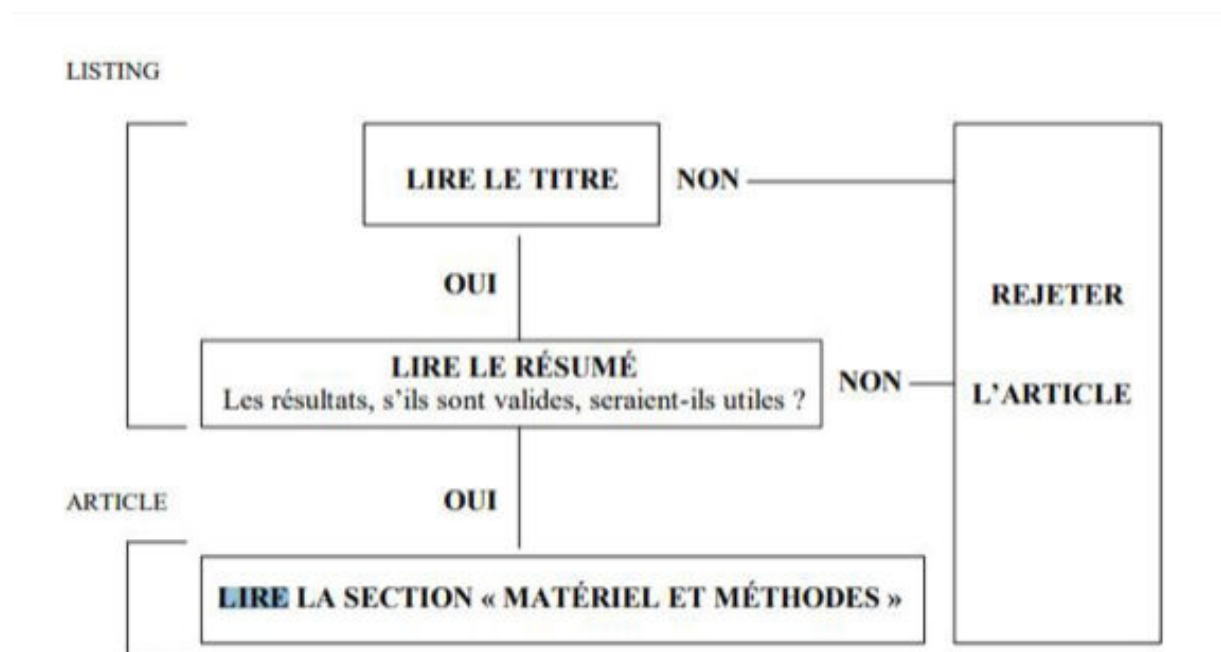 LISTING
LIRE LE TITRE NON
OUI
REJETER
LIRE LE RÉSUMÉ
Les résultats, s'ils sont valides, seraient-ils utiles ?
NON
L'ARTICLE
ARTICLE
OUI
LIRE LA SECTION « MATÉRIEL ET MÉTHODES »